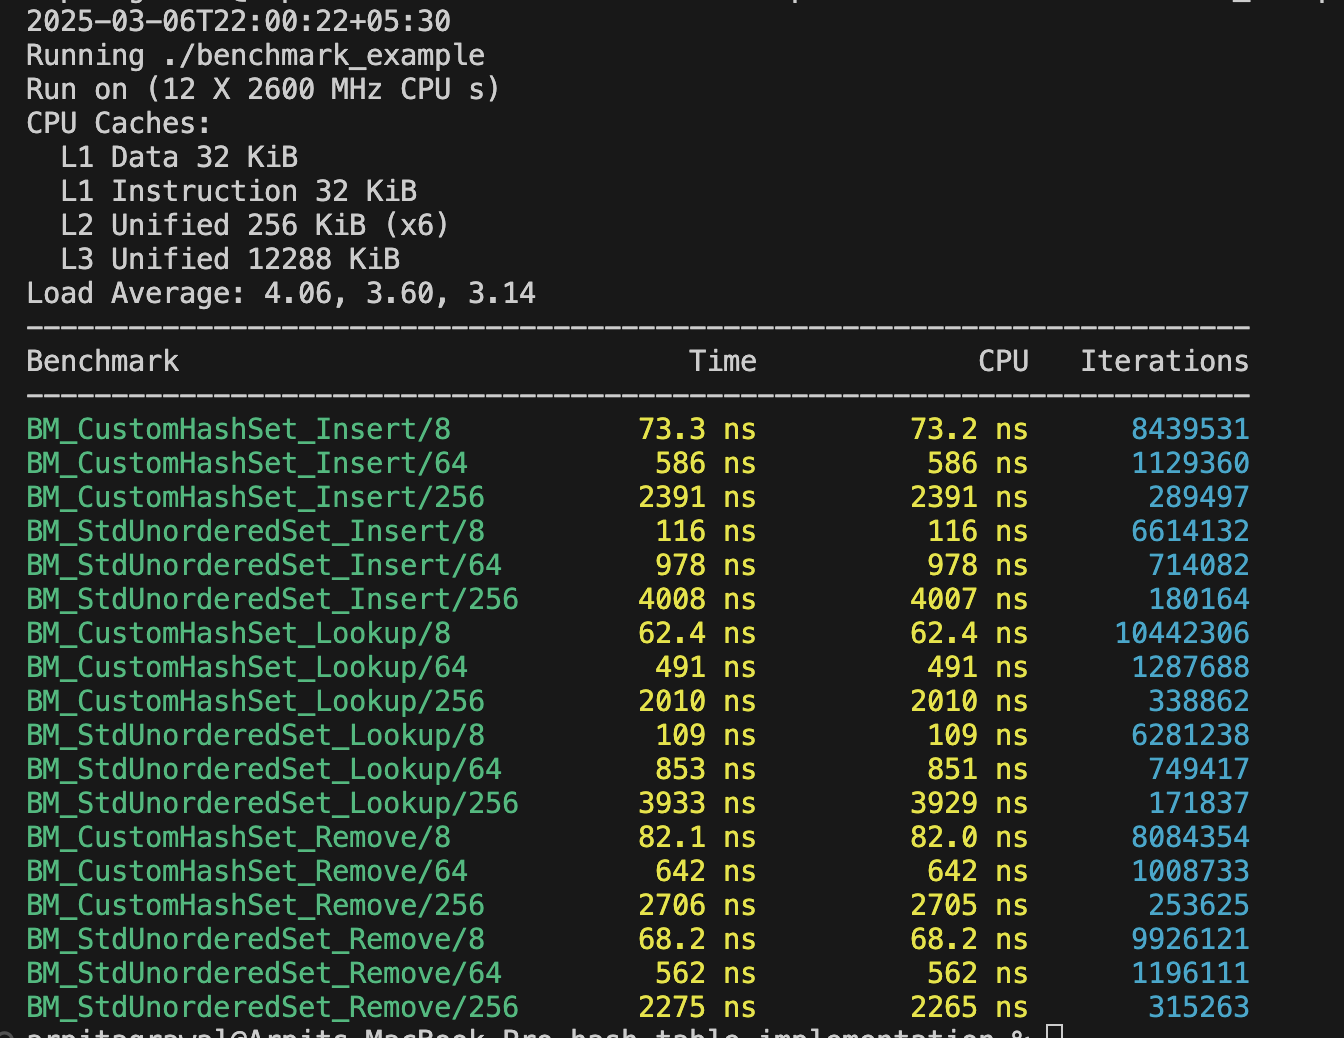 2025-03-06T22:00:22+05:30
Running ./benchmark_example
Run on (12 X 2600 MHz CPU s)
CPU Caches:
  L1 Data 32 KiB
  L1 Instruction 32 KiB
  L2 Unified 256 KiB (x6)
  L3 Unified 12288 KiB
Load Average: 4.06, 3.60, 3.14
------------------------------------------------------------------------
Benchmark                              Time             CPU   Iterations
------------------------------------------------------------------------
BM_CustomHashSet_Insert/8           73.3 ns         73.2 ns      8439531
BM_CustomHashSet_Insert/64           586 ns          586 ns      1129360
BM_CustomHashSet_Insert/256         2391 ns         2391 ns       289497
BM_StdUnorderedSet_Insert/8          116 ns          116 ns      6614132
BM_StdUnorderedSet_Insert/64         978 ns          978 ns       714082
BM_StdUnorderedSet_Insert/256       4008 ns         4007 ns       180164
BM_CustomHashSet_Lookup/8           62.4 ns         62.4 ns     10442306
BM_CustomHashSet_Lookup/64           491 ns          491 ns      1287688
BM_CustomHashSet_Lookup/256         2010 ns         2010 ns       338862
BM_StdUnorderedSet_Lookup/8          109 ns          109 ns      6281238
BM_StdUnorderedSet_Lookup/64         853 ns          851 ns       749417
BM_StdUnorderedSet_Lookup/256       3933 ns         3929 ns       171837
BM_CustomHashSet_Remove/8           82.1 ns         82.0 ns      8084354
BM_CustomHashSet_Remove/64           642 ns          642 ns      1008733
BM_CustomHashSet_Remove/256         2706 ns         2705 ns       253625
BM_StdUnorderedSet_Remove/8         68.2 ns         68.2 ns      9926121
BM_StdUnorderedSet_Remove/64         562 ns          562 ns      1196111
BM_StdUnorderedSet_Remove/256       2275 ns         2265 ns       315263
arpitagrawal@Arpits-MacBook-Pro hash-table-implementation %